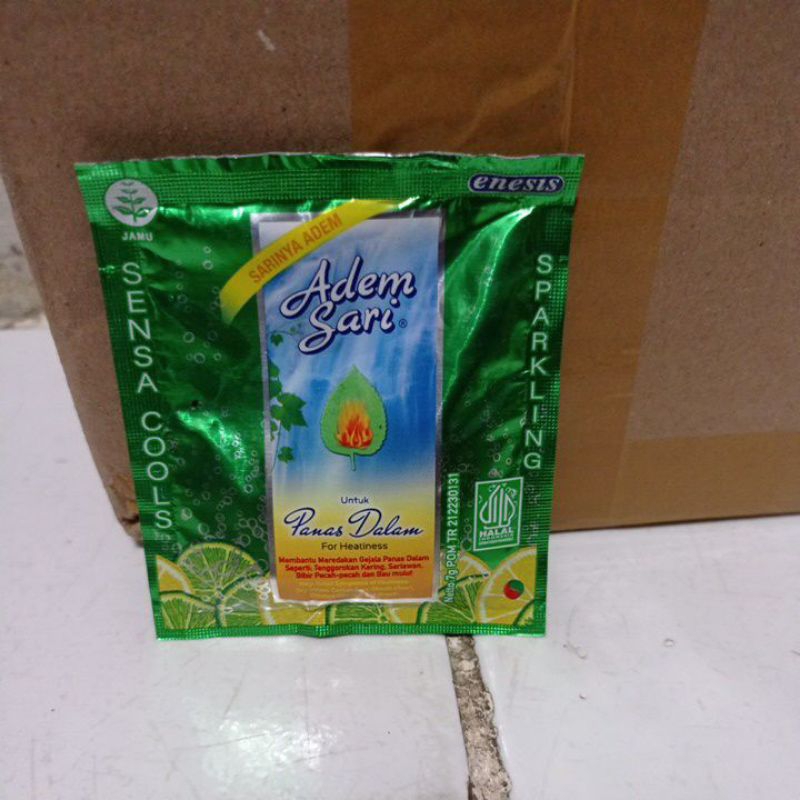 enesis
JAMU
SARINYA ADEM
Adem
Sari®
SENSA COOLS
SPARKLING
Untuk
Panas Dalam
For Heatiness
Membantu Meredakan Gejala Panas Dalam
Seperti, Tenggorokan Kering, Sariawan,
Bibir Pecah-pecah dan Bau mulut
Netto 7g POM TR 212230131
HALAL
INDONESIA